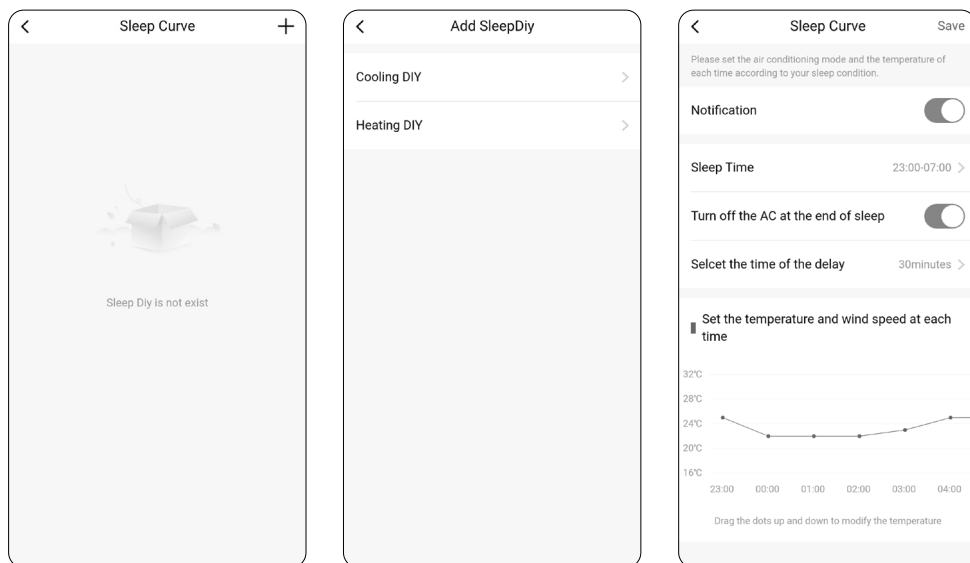 Sleep Curve
Sleep Diy is not exist
Add SleepDiy
Cooling DIY
Heating DIY
Sleep Curve
Save
Please set the air conditioning mode and the temperature of
each time according to your sleep condition.
Notification
Sleep Time
23:00-07:00
Turn off the AC at the end of sleep
Selcet the time of the delay
30minutes
Set the temperature and wind speed at each
time
32°C
28°C
24°C
20°C
16°C
23:00 00:00 01:00 02:00 03:00 04:00
Drag the dots up and down to modify the temperature